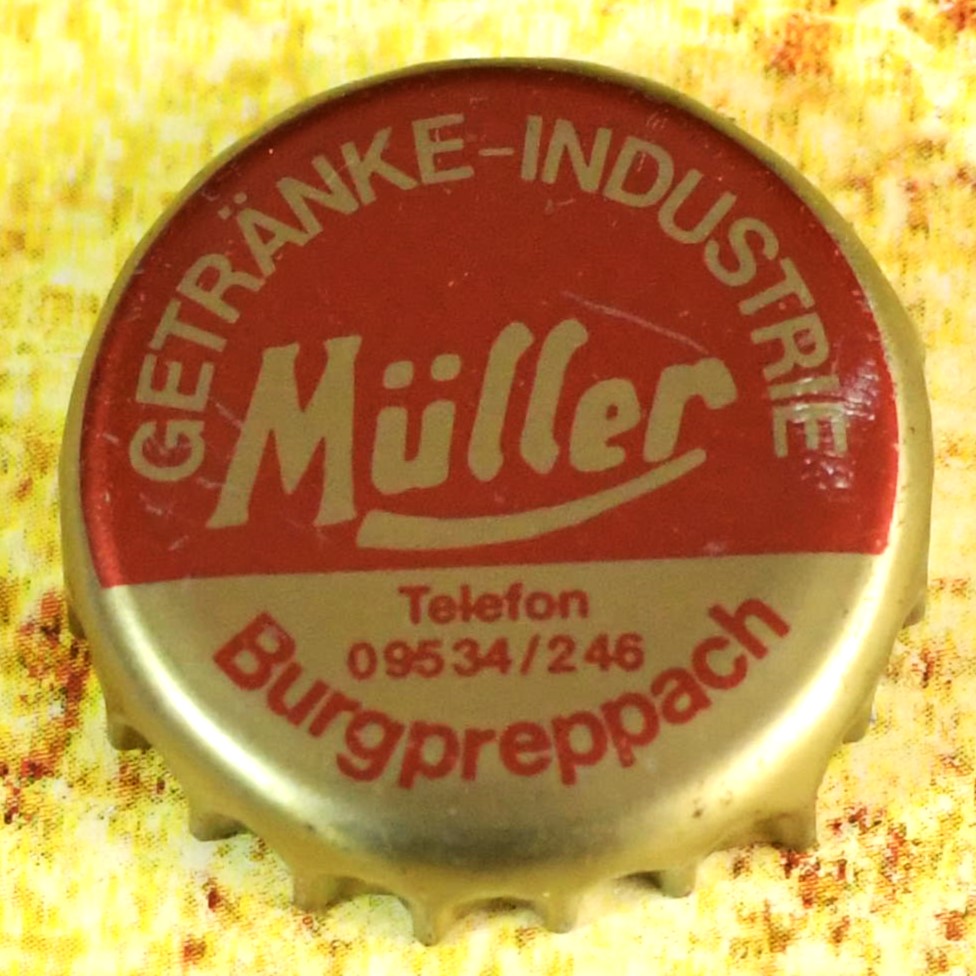 GETRÄNKE-INDUSTRIE
Müller
Telefon
09534/246
Burgpreppach